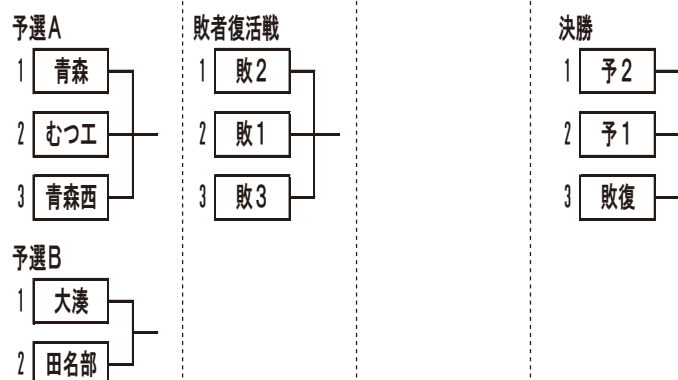 予選A
1 青森
2 むつ工
3 青森西
予選B
1 大湊
2 田名部
敗者復活戦
1 敗2
2 敗1
3 敗3
決勝
1 予2
2 予1
3 敗復